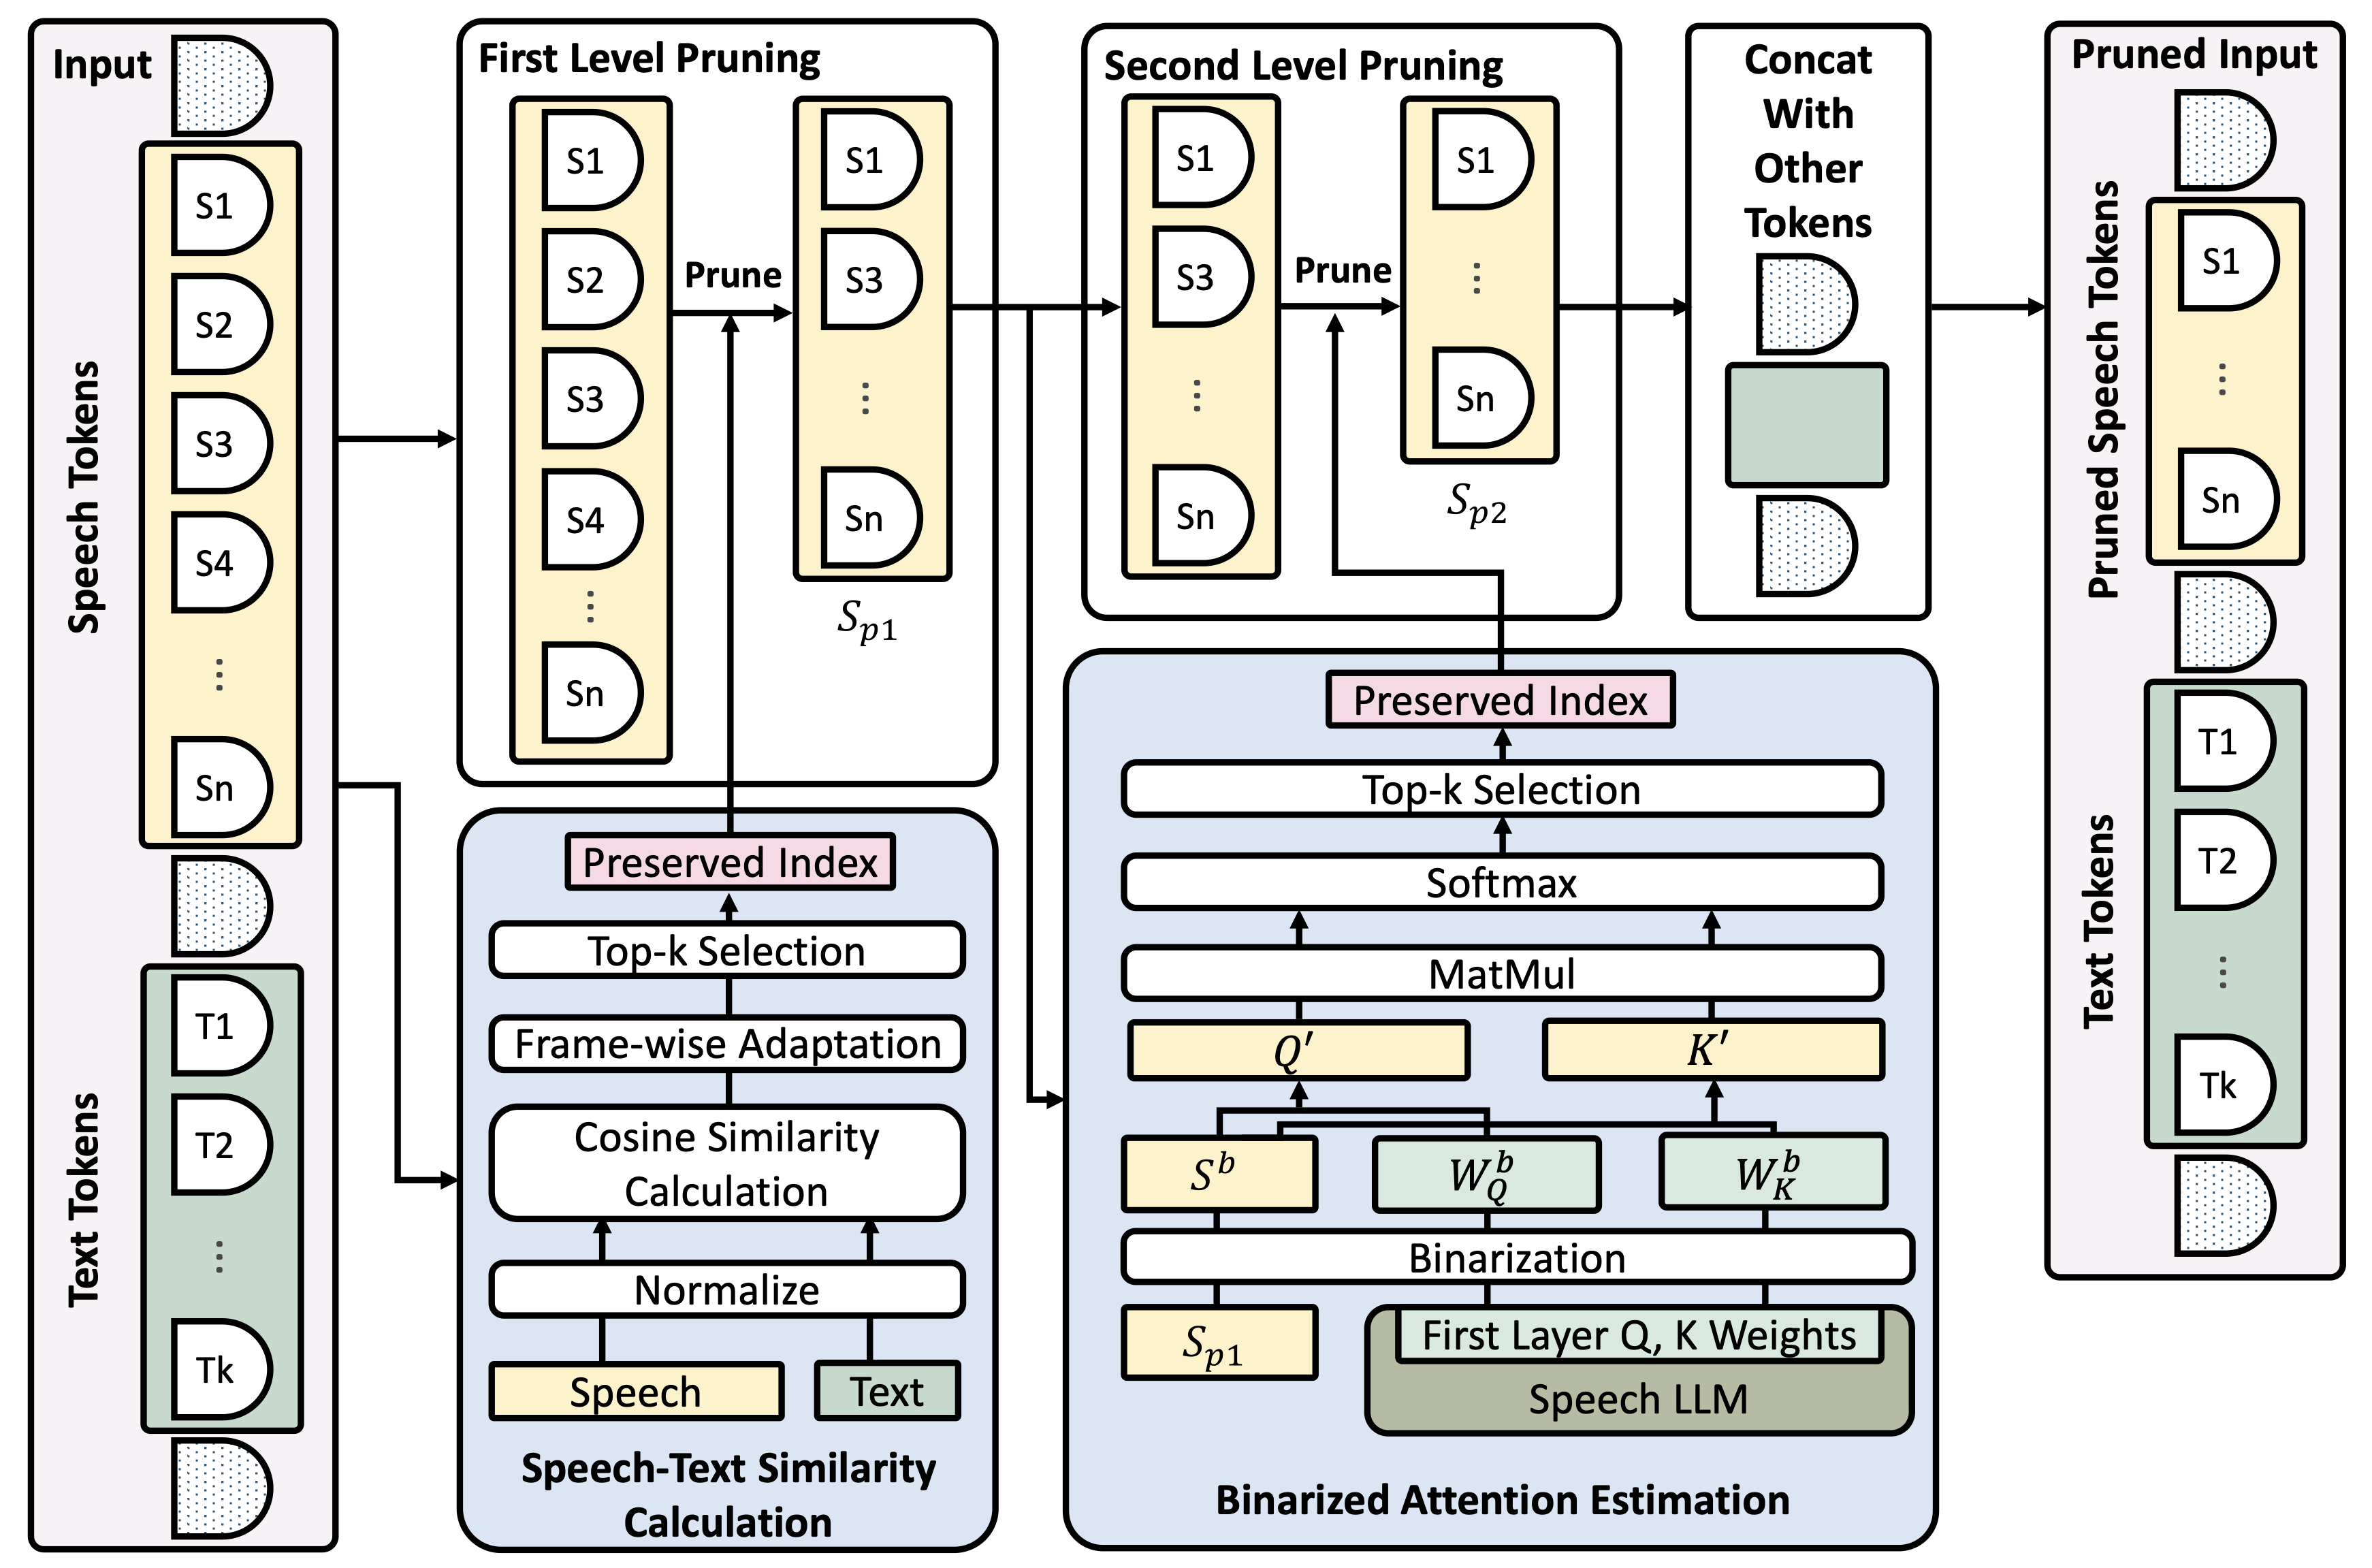 Input
Speech Tokens
S1
S2
S3
S4
⋮
Sn
Text Tokens
T1
T2
⋮
Tk
First Level Pruning
S1
S2
S3
S4
⋮
Sn
Prune
S1
S3
⋮
Sn
S_{p1}
Preserved Index
Top-k Selection
Frame-wise Adaptation
Cosine Similarity
Calculation
Normalize
Speech
Text
Speech-Text Similarity
Calculation
Second Level Pruning
S1
S3
⋮
Sn
Prune
S1
⋮
Sn
S_{p2}
Preserved Index
Top-k Selection
Softmax
MatMul
Q′
K′
S^b
W_Q^b
W_K^b
Binarization
S_{p1}
First Layer Q, K Weights
Speech LLM
Binarized Attention Estimation
Concat
With
Other
Tokens
Pruned Input
Pruned Speech Tokens
S1
⋮
Sn
Text Tokens
T1
T2
⋮
Tk